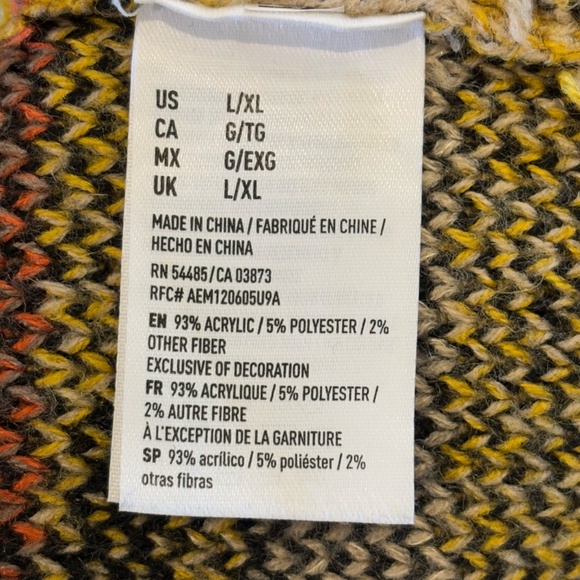 US L/XL
CA G/TG
MX G/EXG
UK L/XL
MADE IN CHINA / FABRIQUÉ EN CHINE /
HECHO EN CHINA
RN 54485/CA 03873
RFC# AEM120605U9A
EN 93% ACRYLIC / 5% POLYESTER / 2%
OTHER FIBER
EXCLUSIVE OF DECORATION
FR 93% ACRYLIQUE / 5% POLYESTER /
2% AUTRE FIBRE
À L'EXCEPTION DE LA GARNITURE
SP 93% acrílico / 5% poliéster / 2%
otras fibras